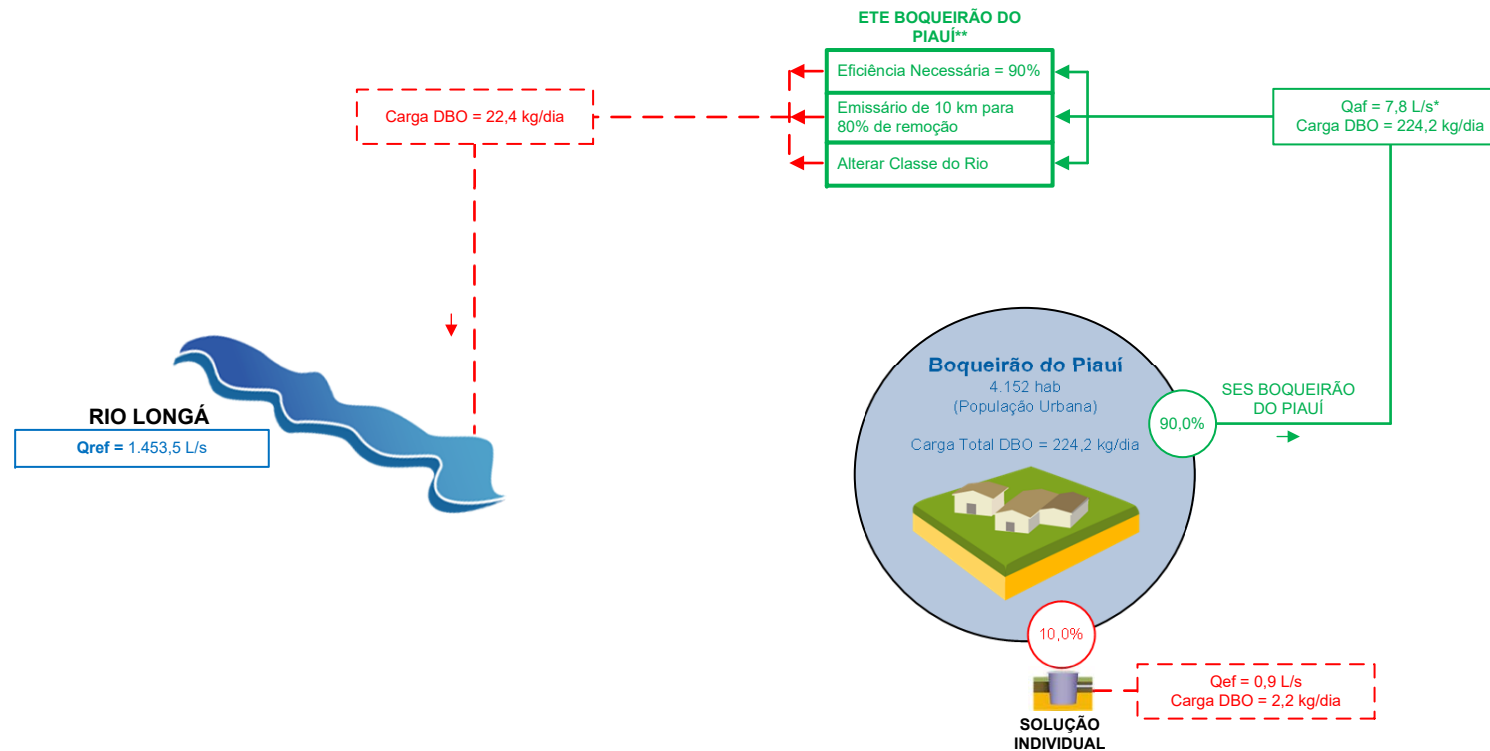 ETE BOQUEIRÃO DO
PIAUÍ**
Eficiência Necessária = 90%
Emissário de 10 km para
80% de remoção
Alterar Classe do Rio
Carga DBO = 22,4 kg/dia
Qaf = 7,8 L/s*
Carga DBO = 224,2 kg/dia
RIO LONGÁ
Qref = 1.453,5 L/s
Boqueirão do Piauí
4.152 hab
(População Urbana)
Carga Total DBO = 224,2 kg/dia
90,0%
SES BOQUEIRÃO
DO PIAUÍ
10,0%
SOLUÇÃO
INDIVIDUAL
Qef = 0,9 L/s
Carga DBO = 2,2 kg/dia